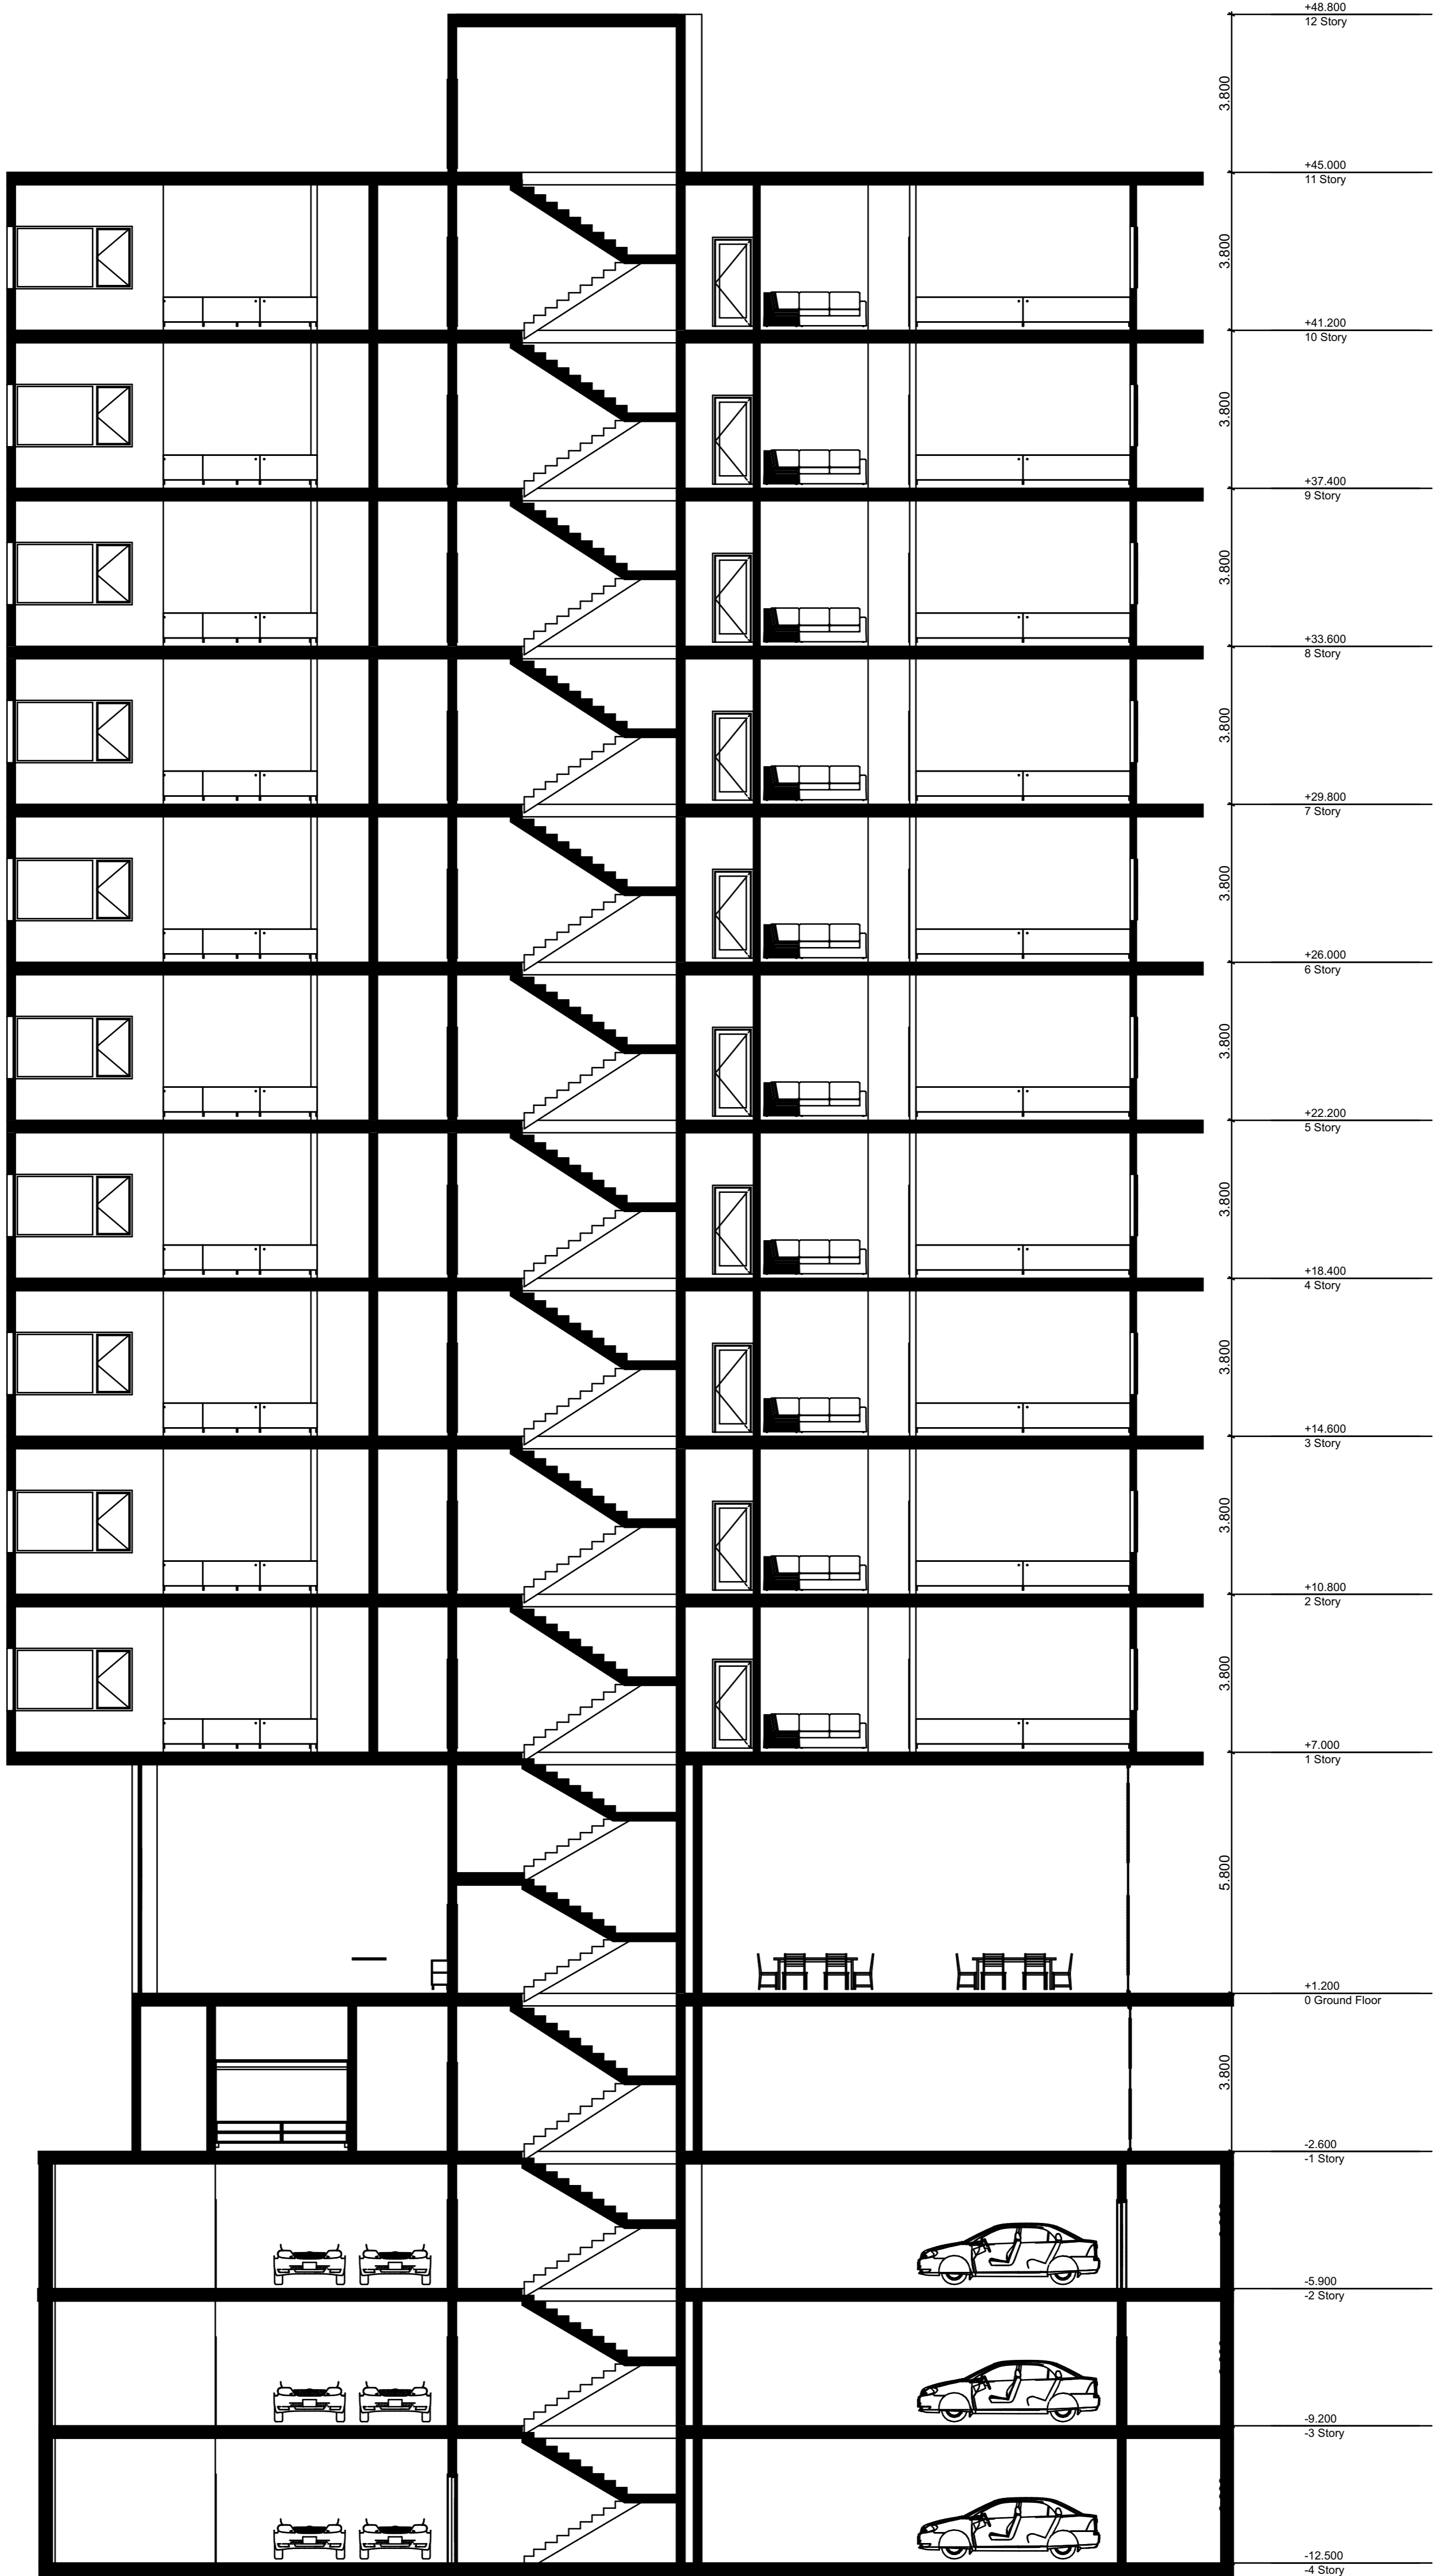 +48.800
12 Story
3.800
+45.000
11 Story
3.800
+41.200
10 Story
3.800
+37.400
9 Story
3.800
+33.600
8 Story
3.800
+29.800
7 Story
3.800
+26.000
6 Story
3.800
+22.200
5 Story
3.800
+18.400
4 Story
3.800
+14.600
3 Story
3.800
+10.800
2 Story
3.800
+7.000
1 Story
5.800
+1.200
0 Ground Floor
3.800
-2.600
-1 Story
-5.900
-2 Story
-9.200
-3 Story
-12.500
-4 Story